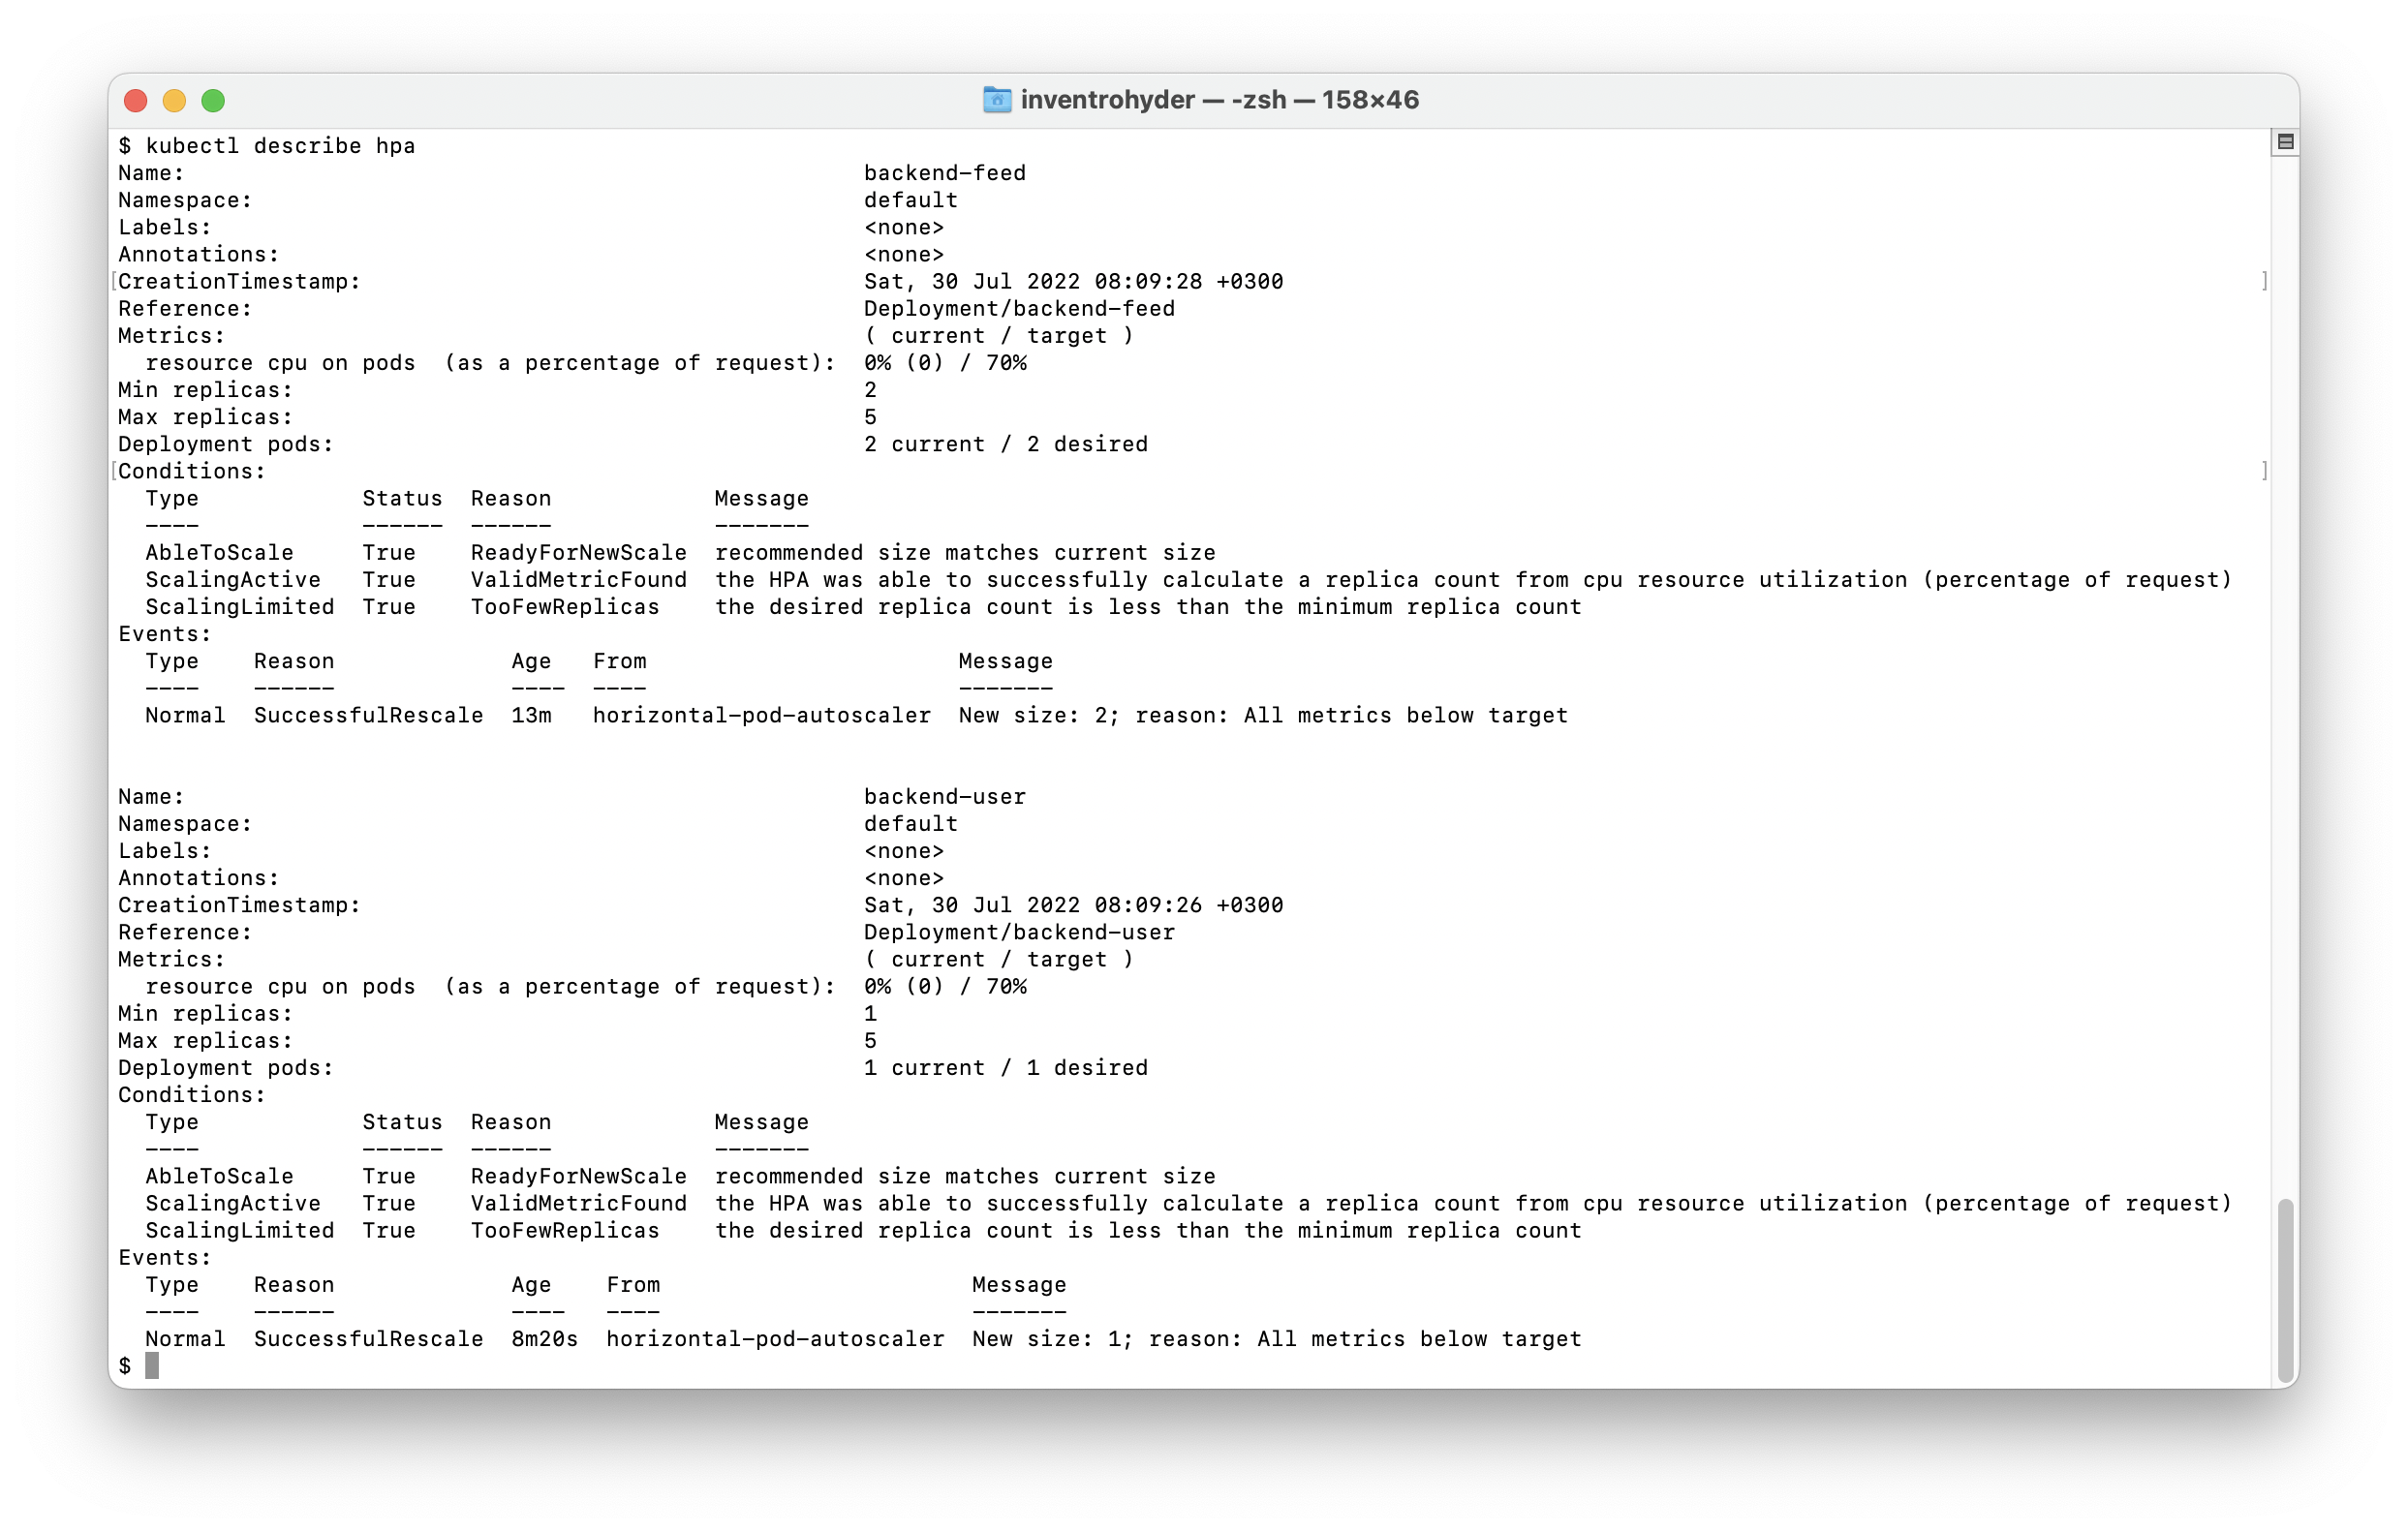 inventrohyder — -zsh — 158×46
$ kubectl describe hpa
Name:                                                  backend-feed
Namespace:                                             default
Labels:                                                <none>
Annotations:                                           <none>
[CreationTimestamp:                                     Sat, 30 Jul 2022 08:09:28 +0300 ]
Reference:                                             Deployment/backend-feed
Metrics:                                               ( current / target )
  resource cpu on pods  (as a percentage of request):  0% (0) / 70%
Min replicas:                                          2
Max replicas:                                          5
Deployment pods:                                       2 current / 2 desired
[Conditions: ]
  Type            Status  Reason            Message
  ----            ------  ------            -------
  AbleToScale     True    ReadyForNewScale  recommended size matches current size
  ScalingActive   True    ValidMetricFound  the HPA was able to successfully calculate a replica count from cpu resource utilization (percentage of request)
  ScalingLimited  True    TooFewReplicas    the desired replica count is less than the minimum replica count
Events:
  Type    Reason             Age   From                       Message
  ----    ------             ----  ----                       -------
  Normal  SuccessfulRescale  13m   horizontal-pod-autoscaler  New size: 2; reason: All metrics below target
Name:                                                  backend-user
Namespace:                                             default
Labels:                                                <none>
Annotations:                                           <none>
CreationTimestamp:                                     Sat, 30 Jul 2022 08:09:26 +0300
Reference:                                             Deployment/backend-user
Metrics:                                               ( current / target )
  resource cpu on pods  (as a percentage of request):  0% (0) / 70%
Min replicas:                                          1
Max replicas:                                          5
Deployment pods:                                       1 current / 1 desired
Conditions:
  Type            Status  Reason            Message
  ----            ------  ------            -------
  AbleToScale     True    ReadyForNewScale  recommended size matches current size
  ScalingActive   True    ValidMetricFound  the HPA was able to successfully calculate a replica count from cpu resource utilization (percentage of request)
  ScalingLimited  True    TooFewReplicas    the desired replica count is less than the minimum replica count
Events:
  Type    Reason             Age    From                       Message
  ----    ------             ----   ----                       -------
  Normal  SuccessfulRescale  8m20s  horizontal-pod-autoscaler  New size: 1; reason: All metrics below target
$